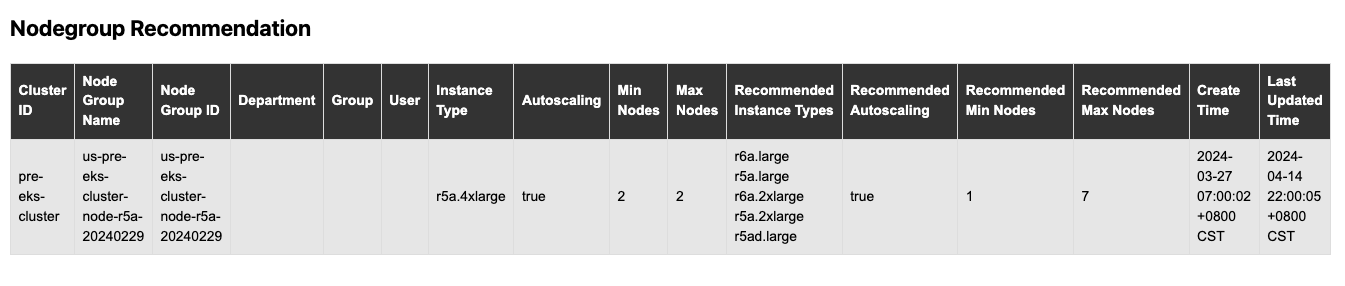 Nodegroup Recommendation
Cluster
ID
Node
Group
Name
Node
Group ID
Department
Group
User
Instance
Type
Autoscaling
Min
Nodes
Max
Nodes
Recommended
Instance Types
Recommended
Autoscaling
Recommended
Min Nodes
Recommended
Max Nodes
Create
Time
Last
Updated
Time
pre-
eks-
cluster
us-pre-
eks-
cluster-
node-r5a-
20240229
us-pre-
eks-
cluster-
node-r5a-
20240229
r5a.4xlarge
true
2
2
r6a.large
r5a.large
r6a.2xlarge
r5a.2xlarge
r5ad.large
true
1
7
2024-
03-27
07:00:02
+0800
CST
2024-
04-14
22:00:05
+0800
CST